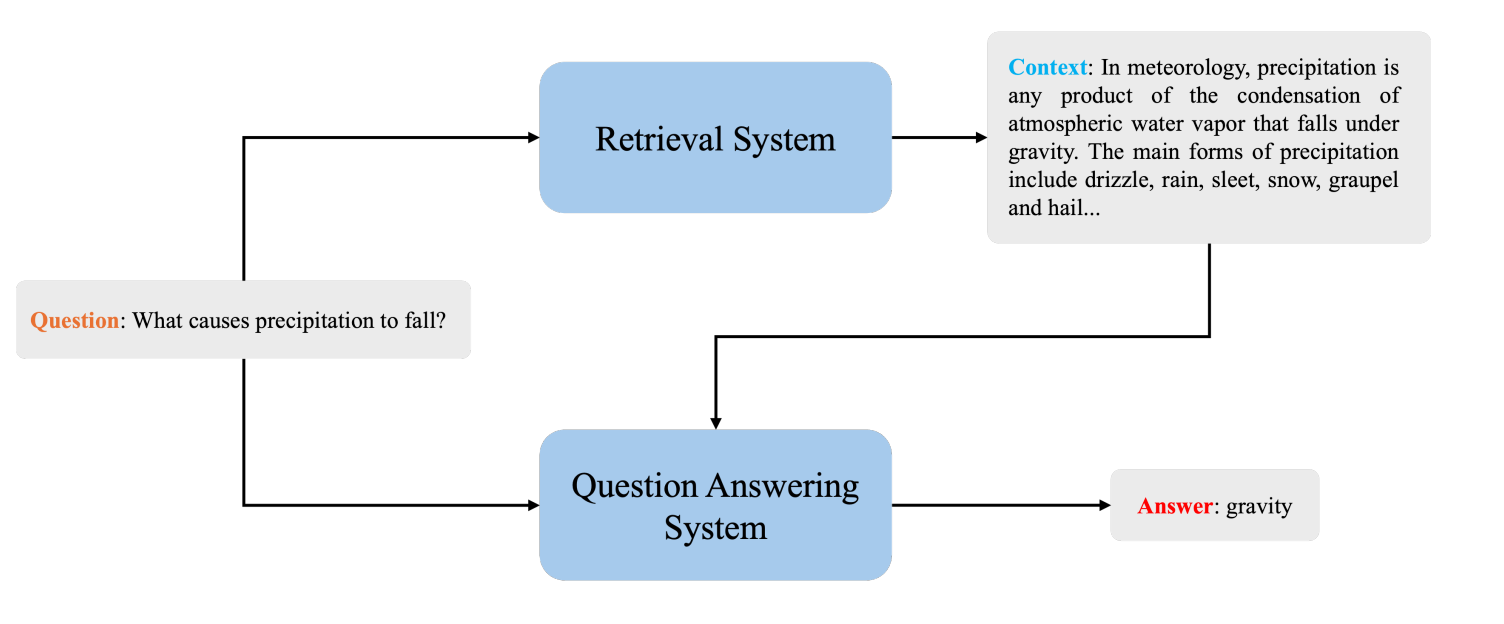 Retrieval System
Context: In meteorology, precipitation is
any product of the condensation of
atmospheric water vapor that falls under
gravity. The main forms of precipitation
include drizzle, rain, sleet, snow, graupel
and hail...
Question: What causes precipitation to fall?
Question Answering
System
Answer: gravity